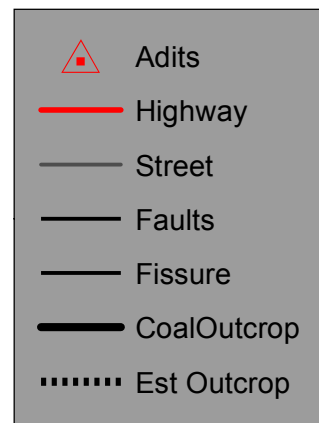 Adits
Highway
Street
Faults
Fissure
CoalOutcrop
Est Outcrop